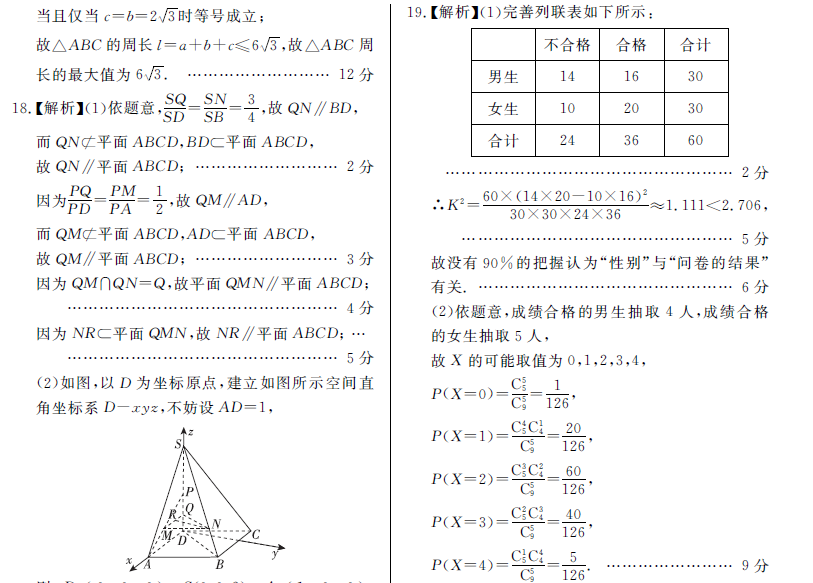 当且仅当 c=b=2√3时等号成立;
故△ABC 的周长 l=a+b+c⩽6√3,故△ABC 周
长的最大值为 6√3. ………………………… 12 分
18.【解析】(1)依题意,SQ/SD=SN/SB=3/4,故 QN∥BD,
而 QN⊄平面 ABCD,BD⊂平面 ABCD,
故 QN∥平面 ABCD; ………………………… 2 分
因为PQ/PD=PM/PA=1/2,故 QM∥AD,
而 QM⊄平面 ABCD,AD⊂平面 ABCD,
故 QM∥平面 ABCD; ………………………… 3 分
因为 QM∩QN=Q,故平面 QMN∥平面 ABCD;
……………………………………………… 4 分
因为 NR⊂平面 QMN,故 NR∥平面 ABCD; …
……………………………………………… 5 分
(2)如图,以 D 为坐标原点,建立如图所示空间直
角坐标系 D-xyz,不妨设 AD=1,
z
S
P
Q
R
N
M
D
C
x
A
B
y
19.【解析】(1)完善列联表如下所示:
不合格 合格 合计
男生 14 16 30
女生 10 20 30
合计 24 36 60
………………………………………………… 2 分
∴K²=60×(14×20-10×16)²/30×30×24×36≈1.111<2.706,
……………………………………………… 5 分
故没有 90%的把握认为“性别”与“问卷的结果”
有关. …………………………………………… 6 分
(2)依题意,成绩合格的男生抽取 4 人,成绩合格
的女生抽取 5 人,
故 X 的可能取值为 0,1,2,3,4,
P(X=0)=C₅⁵/C₉⁵=1/126,
P(X=1)=C₅⁴C₄¹/C₉⁵=20/126,
P(X=2)=C₅³C₄²/C₉⁵=60/126,
P(X=3)=C₅²C₄³/C₉⁵=40/126,
P(X=4)=C₅¹C₄⁴/C₉⁵=5/126. …………………… 9 分